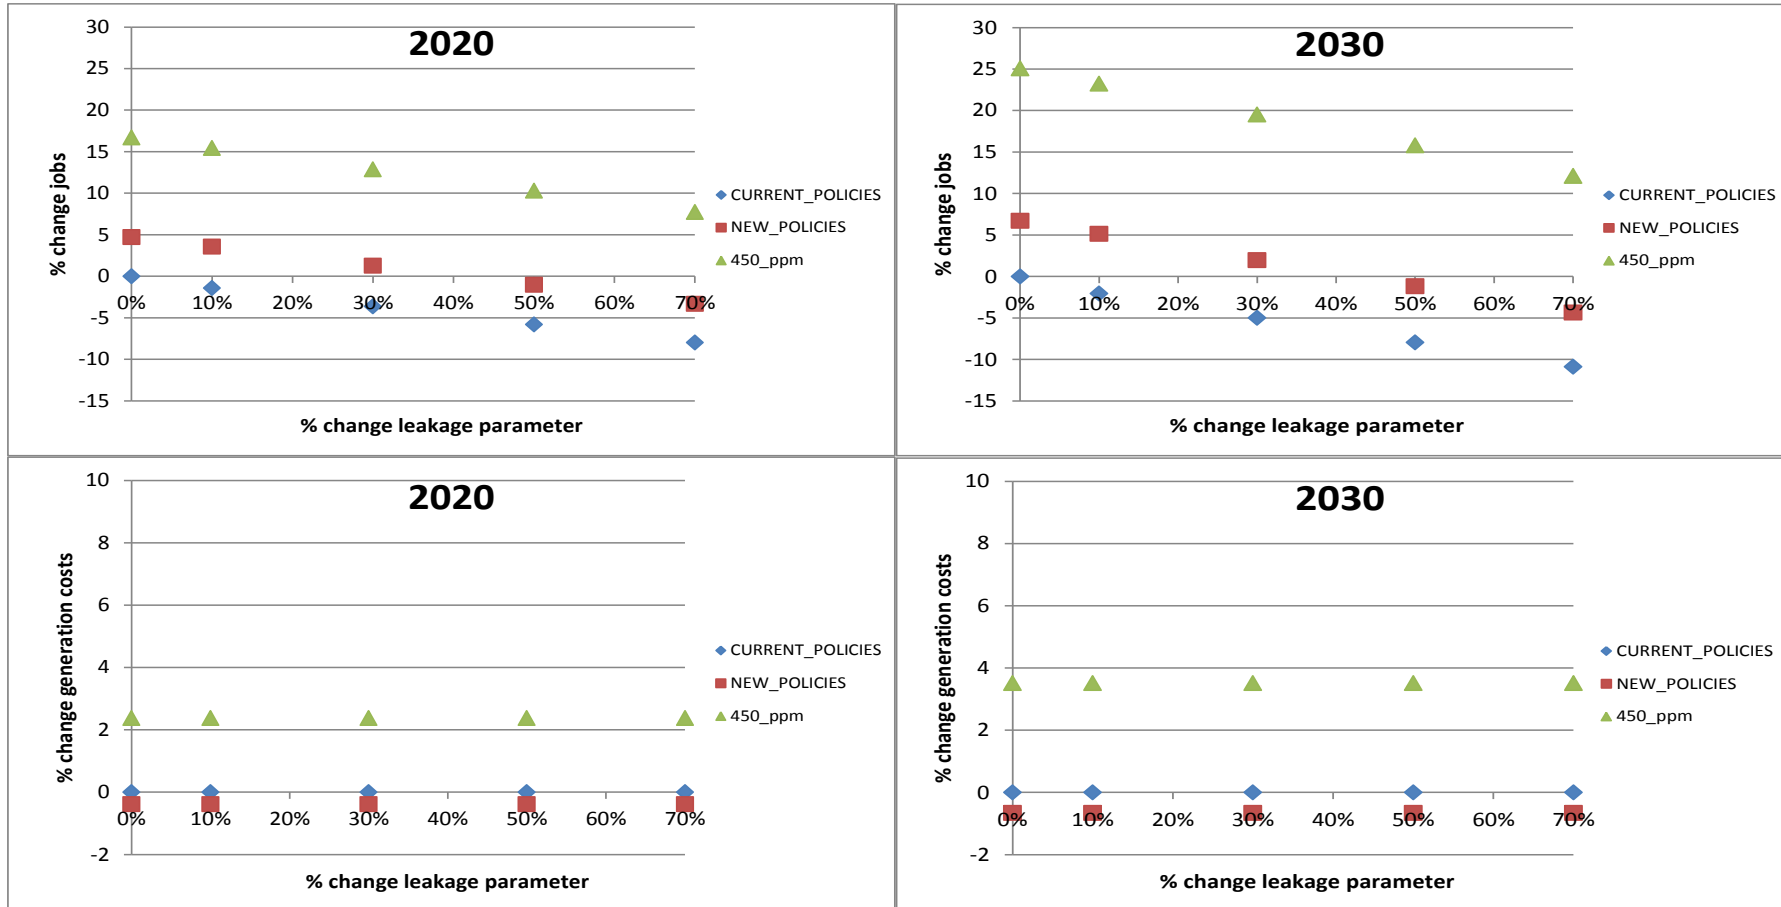 2020
30
25
20
15
10
5
0
-5
-10
-15
% change jobs
0% 10% 20% 30% 40% 50% 60% 70%
% change leakage parameter
CURRENT_POLICIES
NEW_POLICIES
450_ppm
2030
30
25
20
15
10
5
0
-5
-10
-15
% change jobs
0% 10% 20% 30% 40% 50% 60% 70%
% change leakage parameter
CURRENT_POLICIES
NEW_POLICIES
450_ppm
2020
10
8
6
4
2
0
-2
% change generation costs
0% 10% 20% 30% 40% 50% 60% 70%
% change leakage parameter
CURRENT_POLICIES
NEW_POLICIES
450_ppm
2030
10
8
6
4
2
0
-2
% change generation costs
0% 10% 20% 30% 40% 50% 60% 70%
% change leakage parameter
CURRENT_POLICIES
NEW_POLICIES
450_ppm